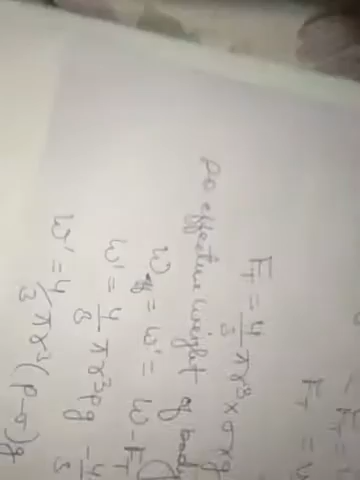 F_T = V
F_T = 4/3 πr³ × σ × g
So effective weight of body
W_eff = W' = W - F_T
W' = 4/3 πr³ρg - 4/3
W' = 4/3 πr³(ρ-σ)g